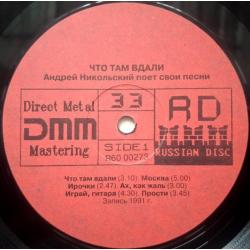 ЧТО ТАМ ВДАЛИ
Андрей Никольский поет свои песни
Direct Metal
DMM
Mastering
33
SIDE 1
R60 00273
RD
RUSSIAN DISC
Что там вдали (3.10). Москва (5.00)
Ирочки (2.47). Ах, как жаль (3.00)
Играй, гитара (4.30). Прости (3.45)
Запись 1991 г.